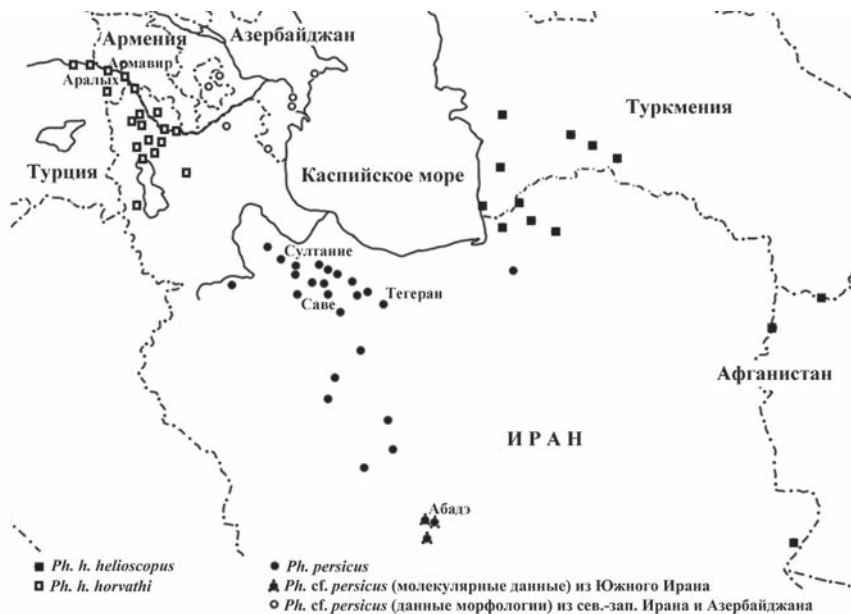 Армения
Азербайджан
Армавир
Аралых
Туркмения
Турция
Каспийское море
Султание
Тегеран
Саве
Афганистан
ИРАН
Абадэ
Ph. h. helioscopus
Ph. h. horvathi
Ph. persicus
Ph. cf. persicus (молекулярные данные) из Южного Ирана
Ph. cf. persicus (данные морфологии) из сев.-зап. Ирана и Азербайджана